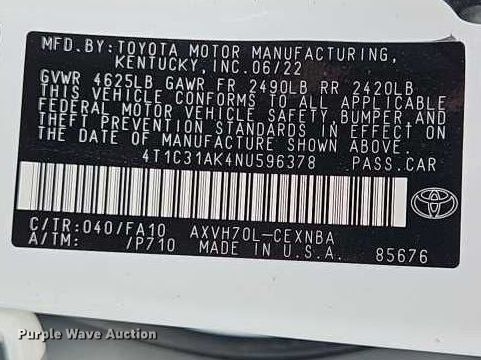 MFD.BY:TOYOTA MOTOR MANUFACTURING,
KENTUCKY,INC.06/22
GVWR 4625LB GAWR FR 2490LB RR 2420LB
THIS VEHICLE CONFORMS TO ALL APPLICABLE
FEDERAL MOTOR VEHICLE SAFETY,BUMPER,AND
THEFT PREVENTION STANDARDS IN EFFECT ON
THE DATE OF MANUFACTURE SHOWN ABOVE.
4T1C31AK4NU596378 PASS.CAR
C/TR:040/FA10 AXVH70L-CEXNBA
A/TM: /P710 MADE IN U.S.A. 85676
Purple Wave Auction